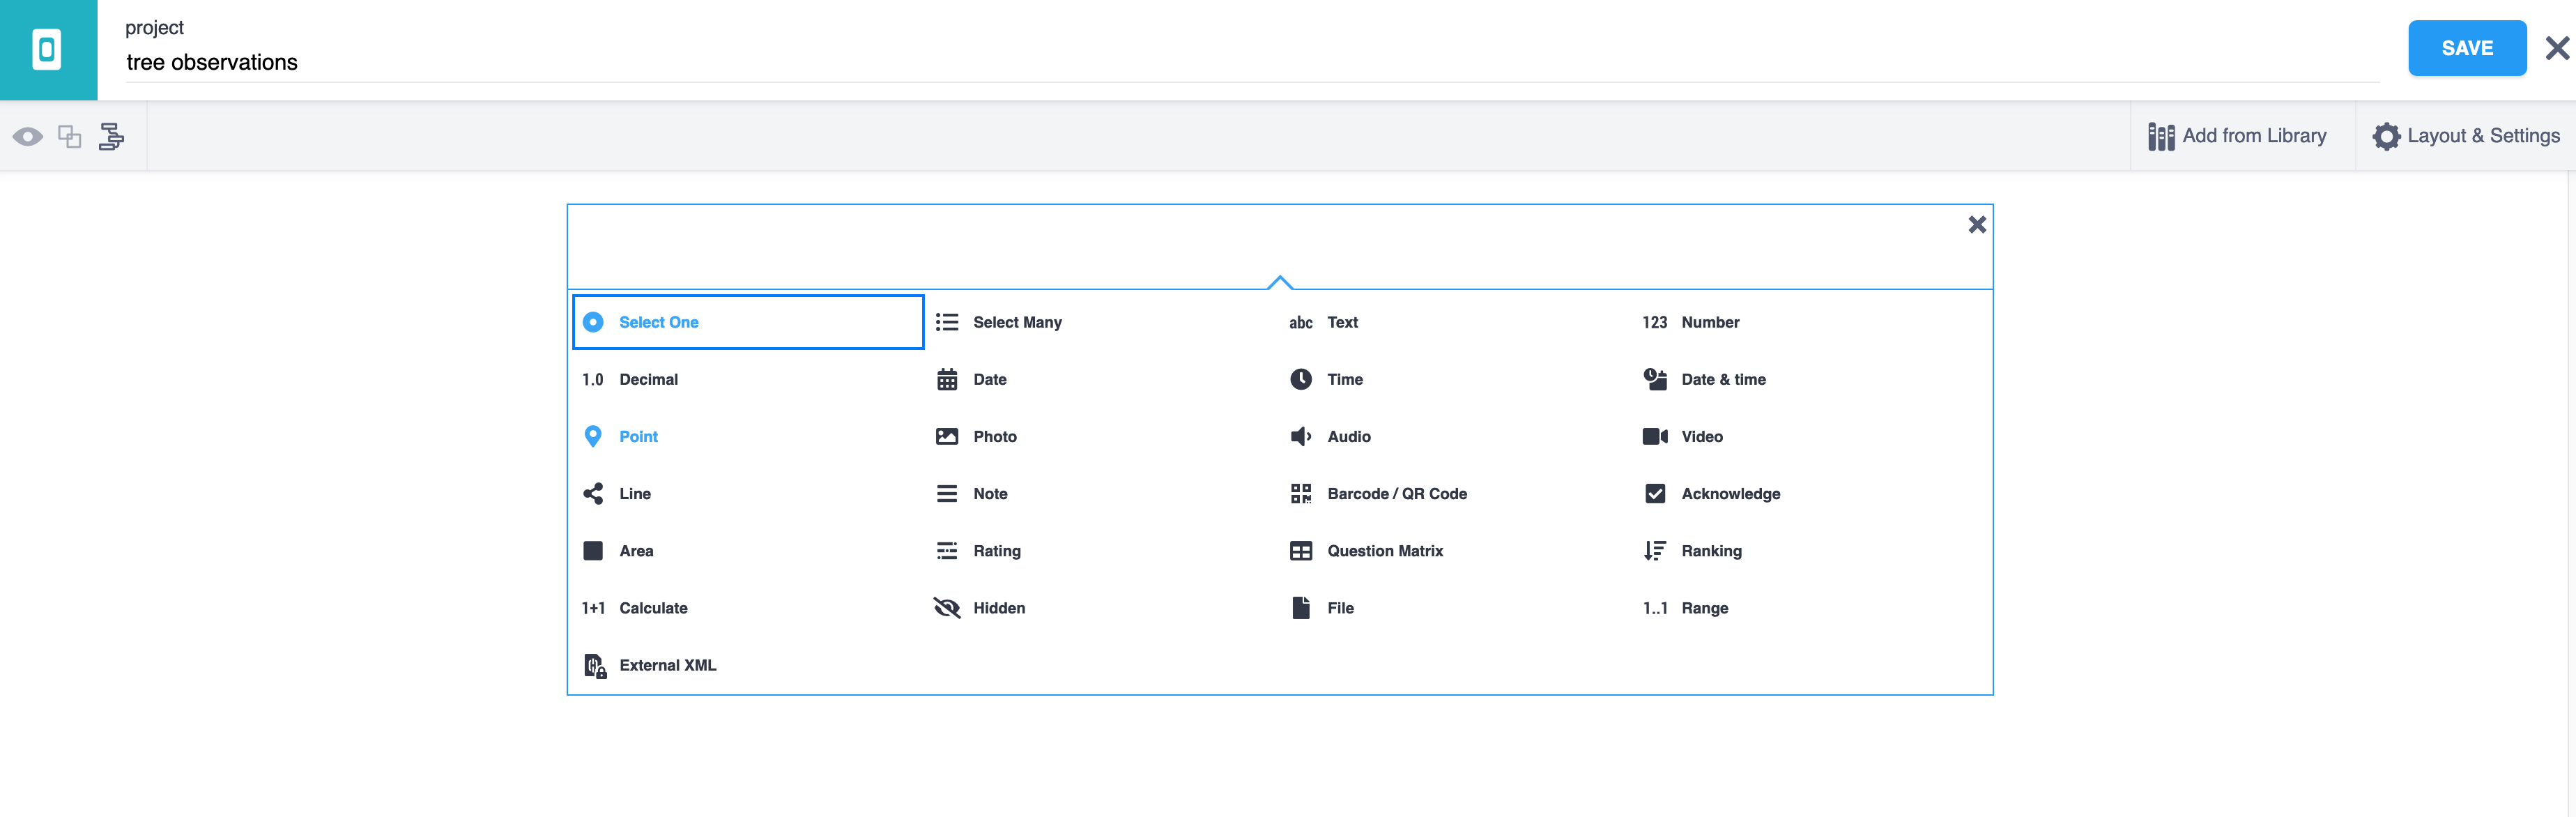 project
tree observations
SAVE
Add from Library
Layout & Settings
Select One
Select Many
abc Text
123 Number
1.0 Decimal
Date
Time
Date & time
Point
Photo
Audio
Video
Line
Note
Barcode / QR Code
Acknowledge
Area
Rating
Question Matrix
Ranking
1+1 Calculate
Hidden
File
1..1 Range
External XML